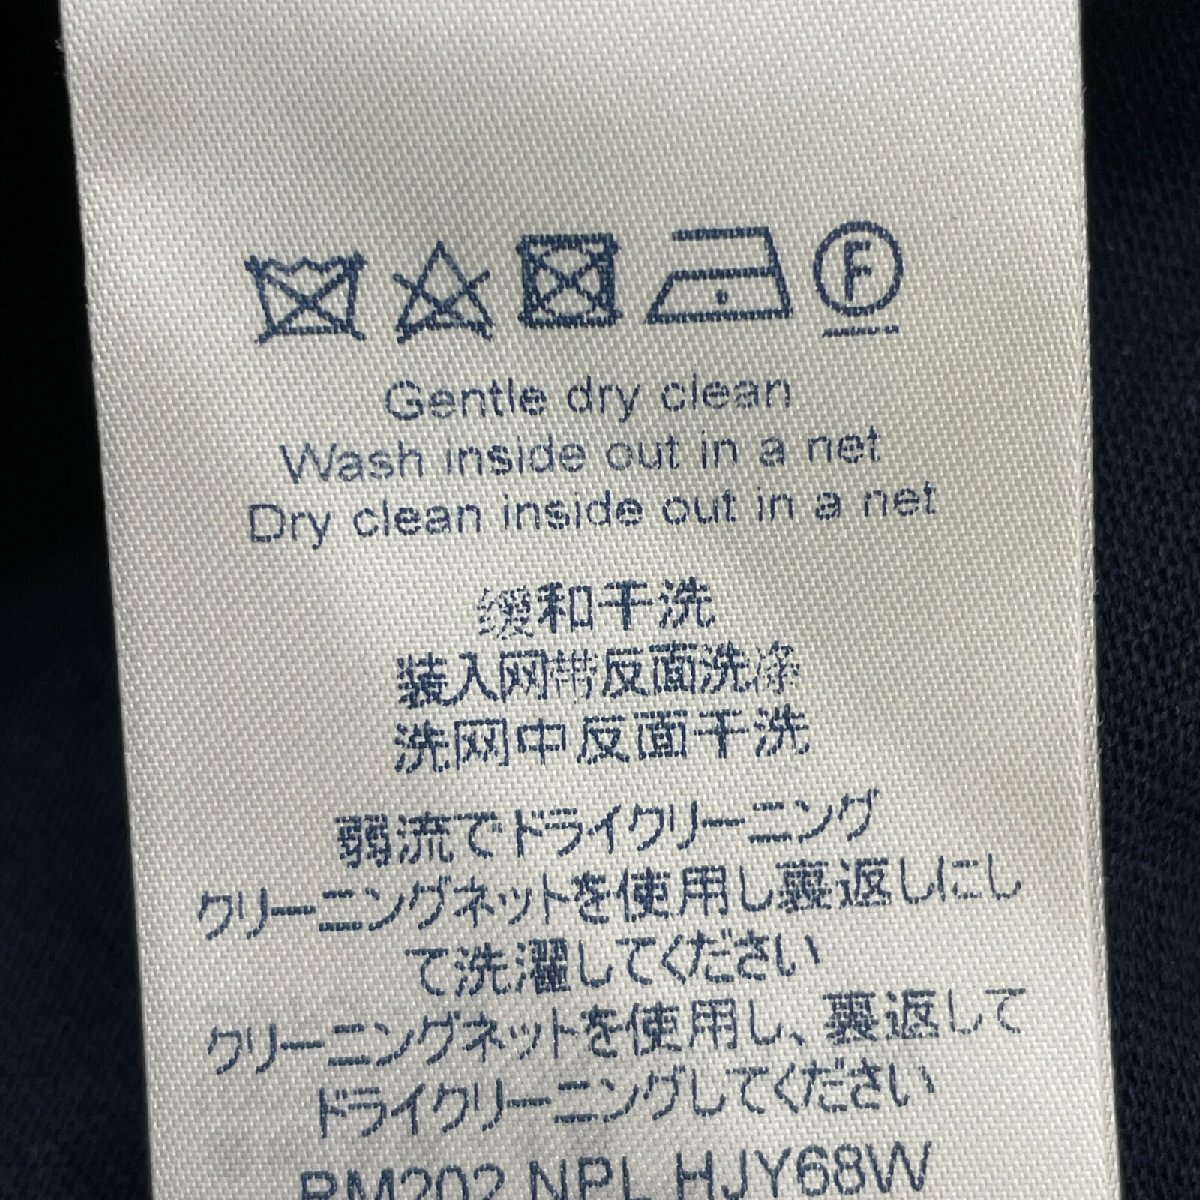 F
Gentle dry clean
Wash inside out in a net
Dry clean inside out in a net
缓和干洗
装入网带反面洗净
洗网中反面干洗
弱流でドライクリーニング
クリーニングネットを使用し裏返しにし
て洗濯してください
クリーニングネットを使用し、裏返して
ドライクリーニングしてください
RM202 NPL HJY68W